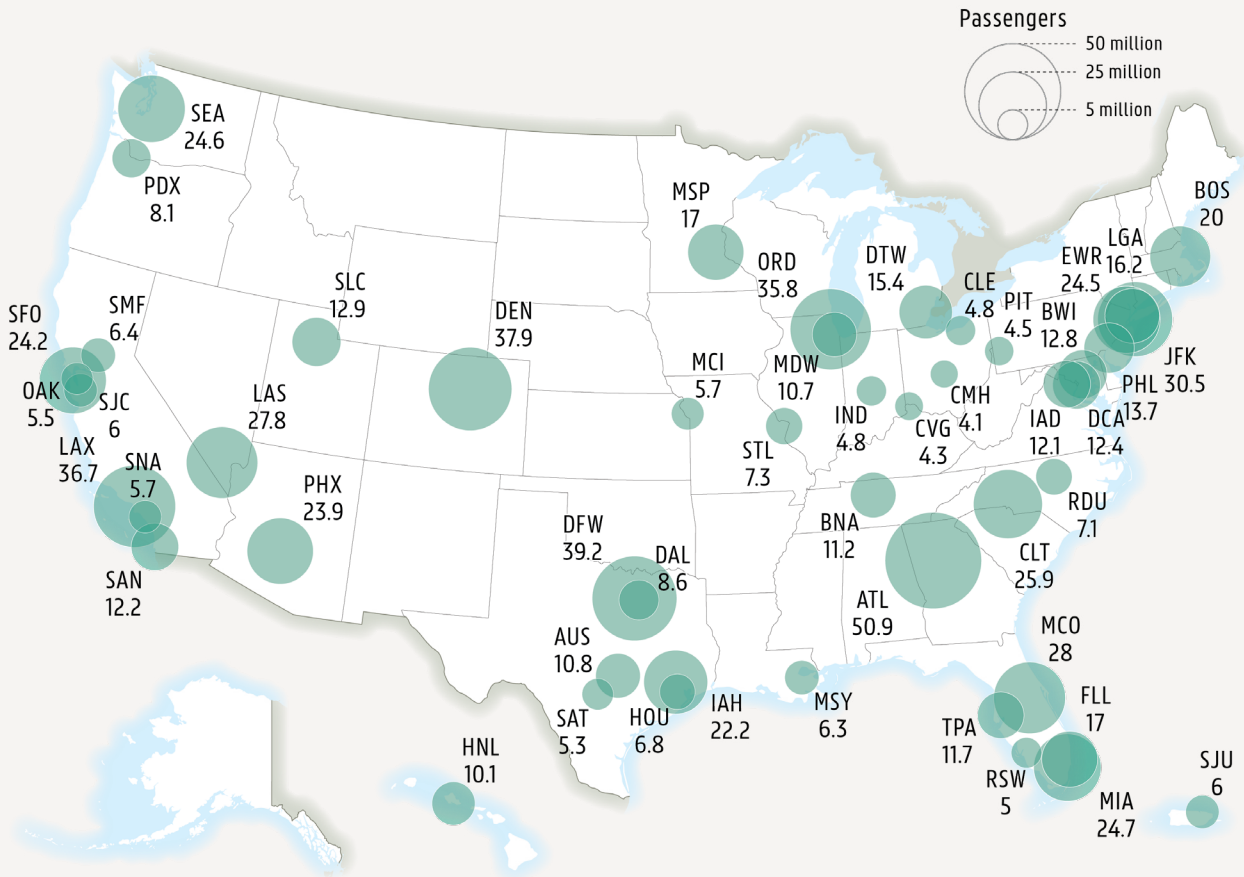 Passengers
50 million
25 million
5 million
SEA
24.6
PDX
8.1
MSP
17
BOS
20
LGA
16.2
EWR
24.5
ORD
35.8
DTW
15.4
CLE
4.8
PIT
4.5
BWI
12.8
SLC
12.9
DEN
37.9
SMF
6.4
SFO
24.2
OAK
5.5
SJC
6
LAS
27.8
MCI
5.7
MDW
10.7
STL
7.3
IND
4.8
CVG
4.3
CMH
4.1
JFK
30.5
PHL
13.7
IAD
12.1
DCA
12.4
LAX
36.7
SNA
5.7
PHX
23.9
SAN
12.2
DFW
39.2
DAL
8.6
BNA
11.2
RDU
7.1
CLT
25.9
ATL
50.9
AUS
10.8
SAT
5.3
HOU
6.8
IAH
22.2
MSY
6.3
MCO
28
FLL
17
TPA
11.7
RSW
5
MIA
24.7
HNL
10.1
SJU
6